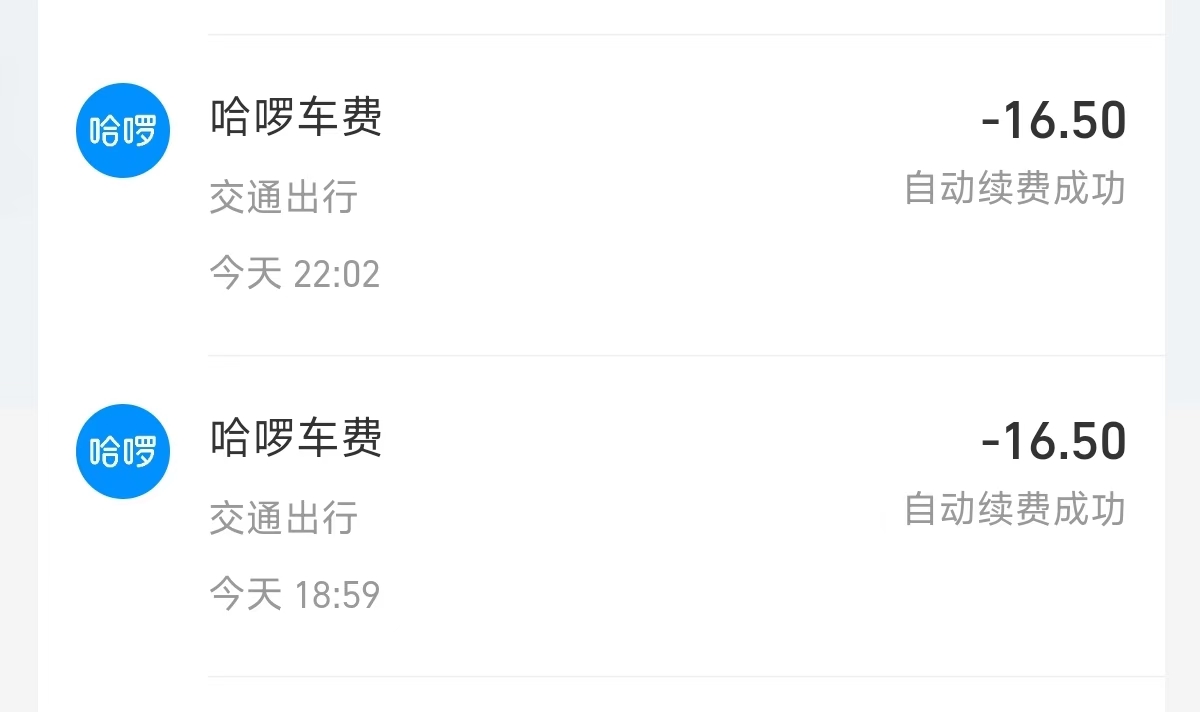 哈啰
哈啰车费
-16.50
自动续费成功
交通出行
今天 22:02
哈啰
哈啰车费
-16.50
自动续费成功
交通出行
今天 18:59